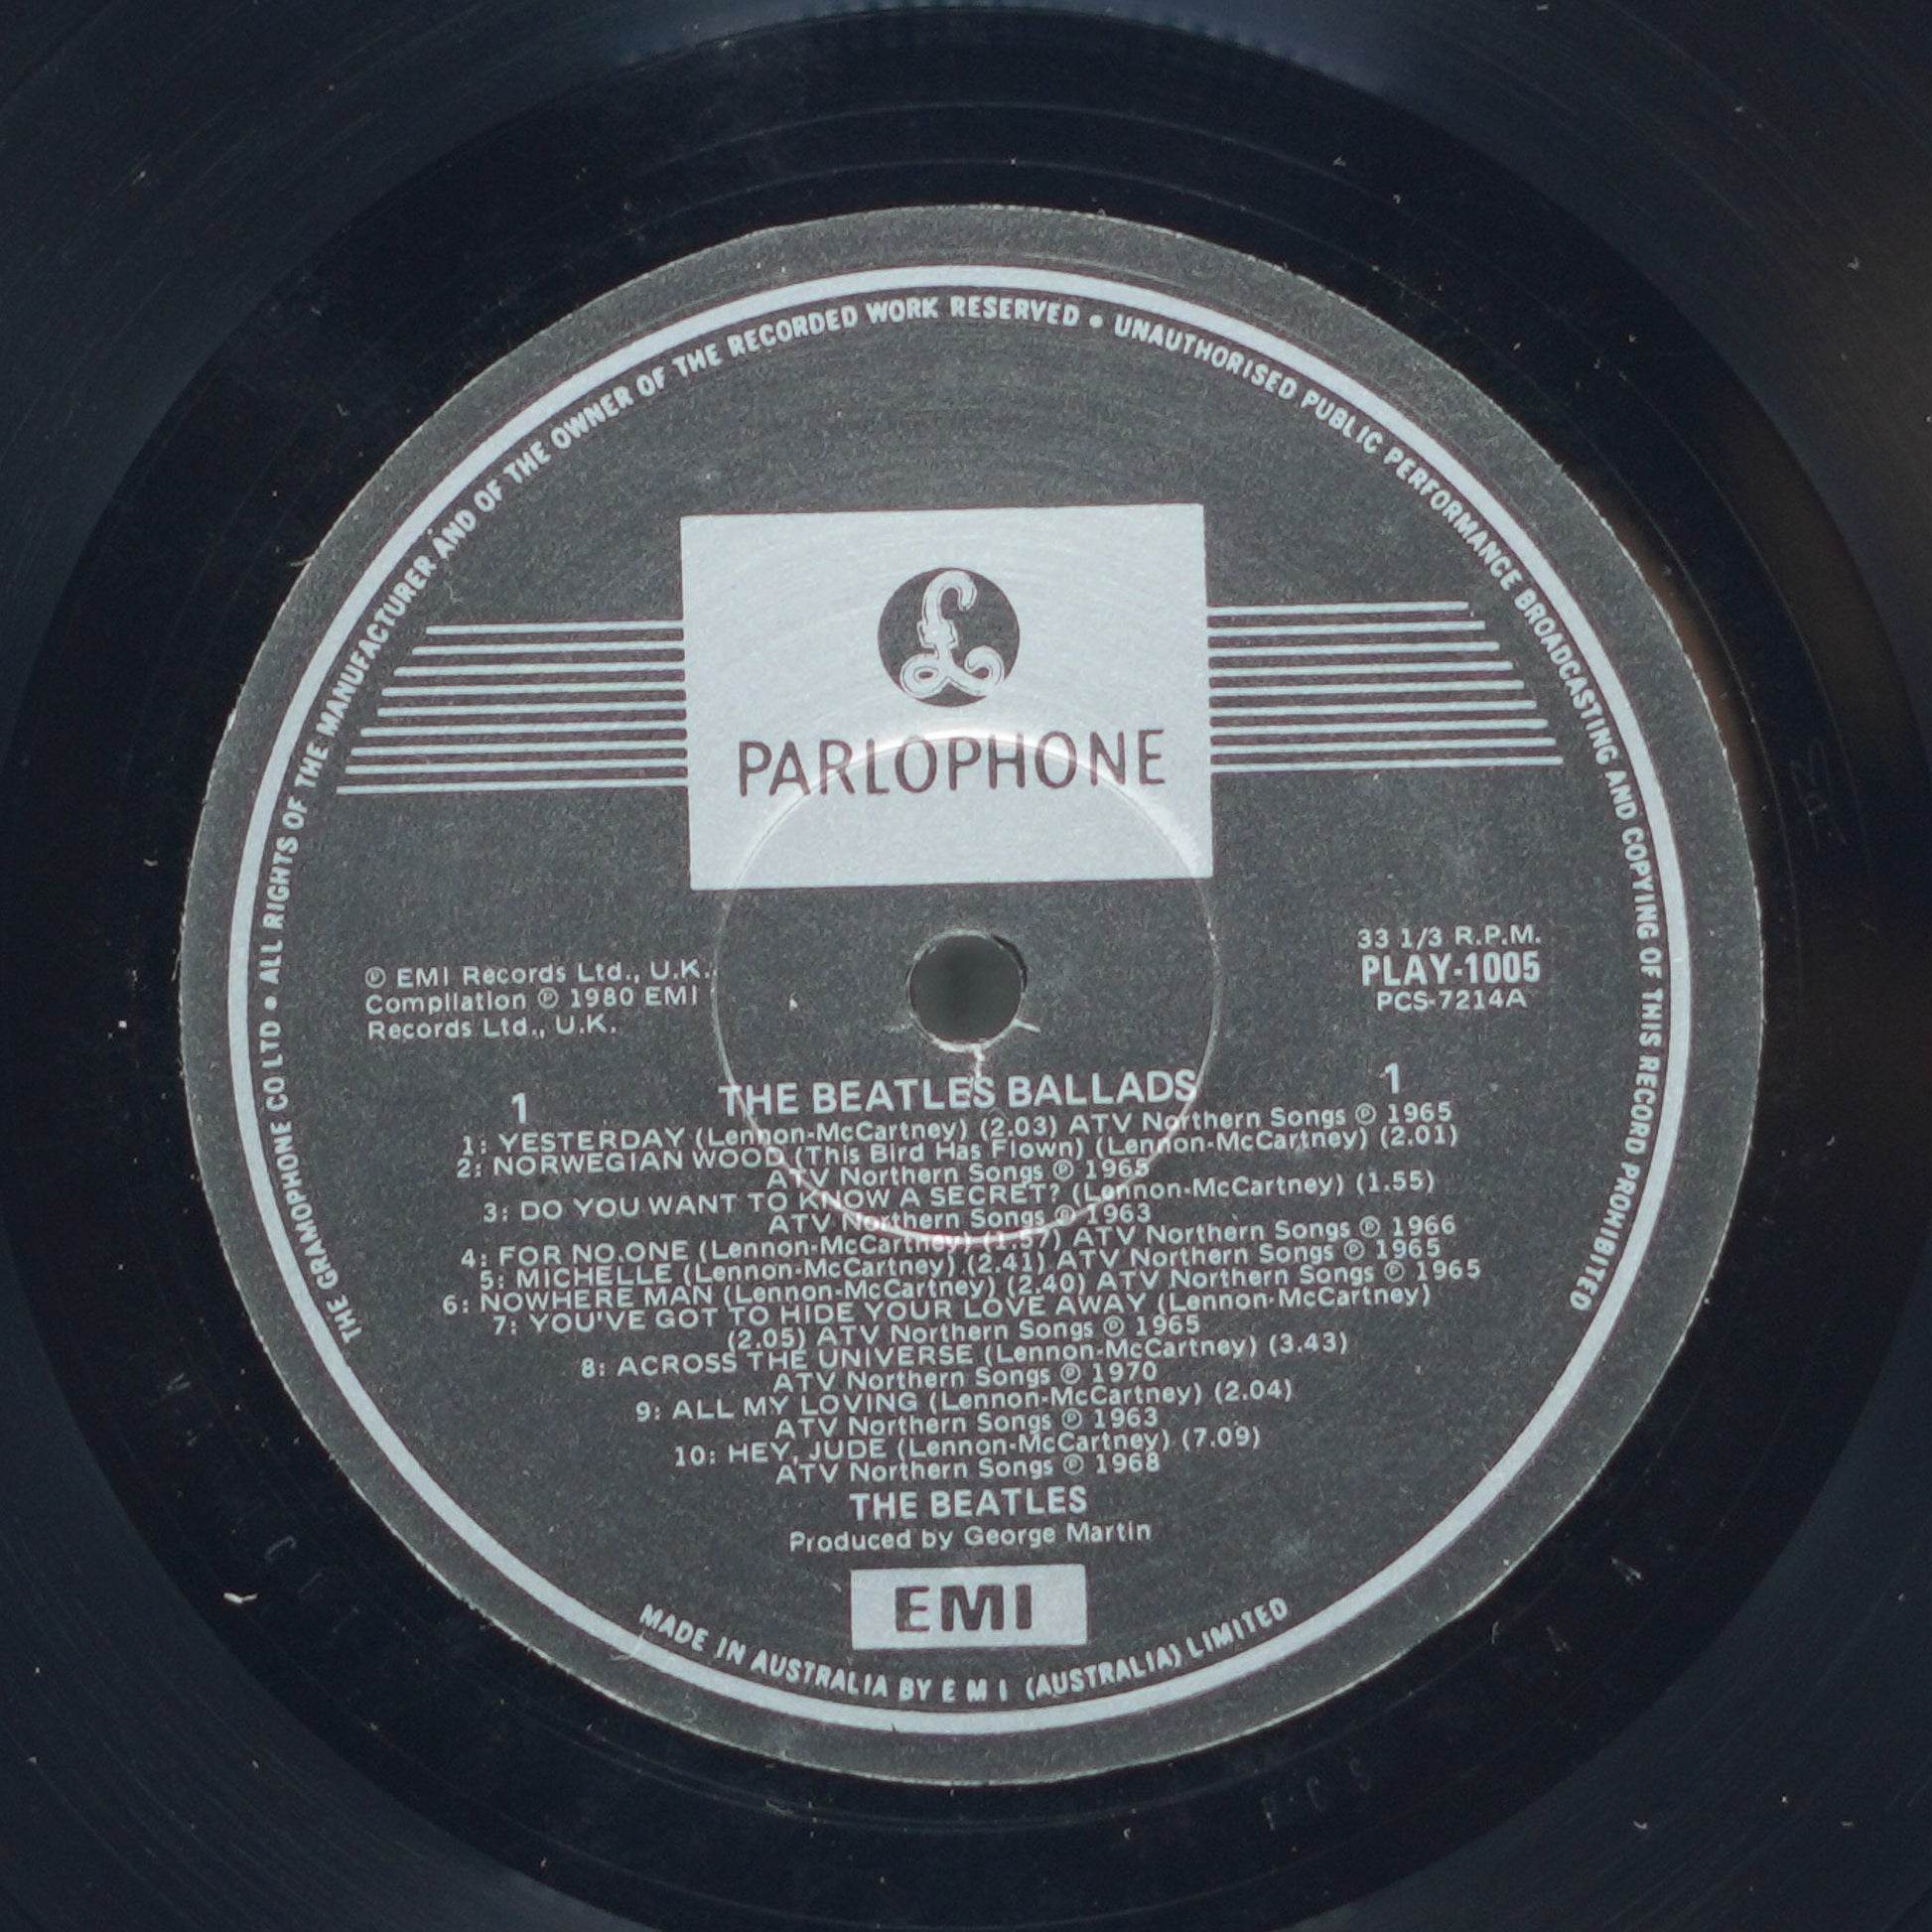 THE GRAMOPHONE CO LTD • ALL RIGHTS OF THE MANUFACTURER AND OF THE OWNER OF THE RECORDED WORK RESERVED • UNAUTHORISED PUBLIC PERFORMANCE BROADCASTING AND COPYING OF THIS RECORD PROHIBITED
£
PARLOPHONE
℗ EMI Records Ltd., U.K.
Compilation ℗ 1980 EMI
Records Ltd., U.K.
33 1/3 R.P.M.
PLAY-1005
PCS-7214A
1
THE BEATLES BALLADS
1
1: YESTERDAY (Lennon-McCartney) (2.03) ATV Northern Songs ℗ 1965
2: NORWEGIAN WOOD (This Bird Has Flown) (Lennon-McCartney) (2.01)
ATV Northern Songs ℗ 1965
3: DO YOU WANT TO KNOW A SECRET? (Lennon-McCartney) (1.55)
ATV Northern Songs ℗ 1963
4: FOR NO.ONE (Lennon-McCartney) (1.57) ATV Northern Songs ℗ 1966
5: MICHELLE (Lennon-McCartney) (2.41) ATV Northern Songs ℗ 1965
6: NOWHERE MAN (Lennon-McCartney) (2.40) ATV Northern Songs ℗ 1965
7: YOU'VE GOT TO HIDE YOUR LOVE AWAY (Lennon-McCartney)
(2.05) ATV Northern Songs ℗ 1965
8: ACROSS THE UNIVERSE (Lennon-McCartney) (3.43)
ATV Northern Songs ℗ 1970
9: ALL MY LOVING (Lennon-McCartney) (2.04)
ATV Northern Songs ℗ 1963
10: HEY, JUDE (Lennon-McCartney) (7.09)
ATV Northern Songs ℗ 1968
THE BEATLES
Produced by George Martin
EMI
MADE IN AUSTRALIA BY E M I (AUSTRALIA) LIMITED